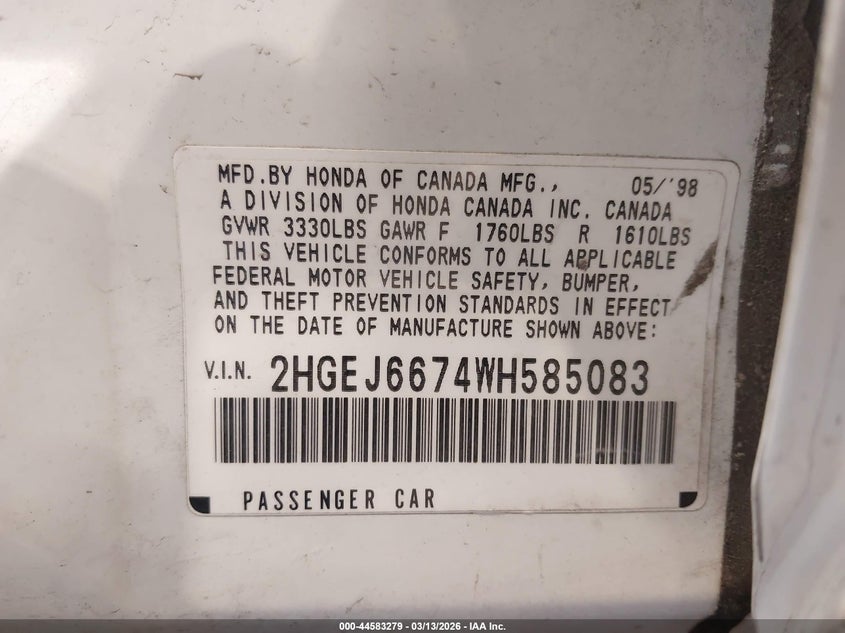 MFD.BY HONDA OF CANADA MFG., 05/'98
A DIVISION OF HONDA CANADA INC. CANADA
GVWR 3330LBS GAWR F 1760LBS R 1610LBS
THIS VEHICLE CONFORMS TO ALL APPLICABLE
FEDERAL MOTOR VEHICLE SAFETY, BUMPER,
AND THEFT PREVENTION STANDARDS IN EFFECT
ON THE DATE OF MANUFACTURE SHOWN ABOVE:
V.I.N. 2HGEJ6674WH585083
PASSENGER CAR
000-44583279 - 03/13/2026 - IAA Inc.